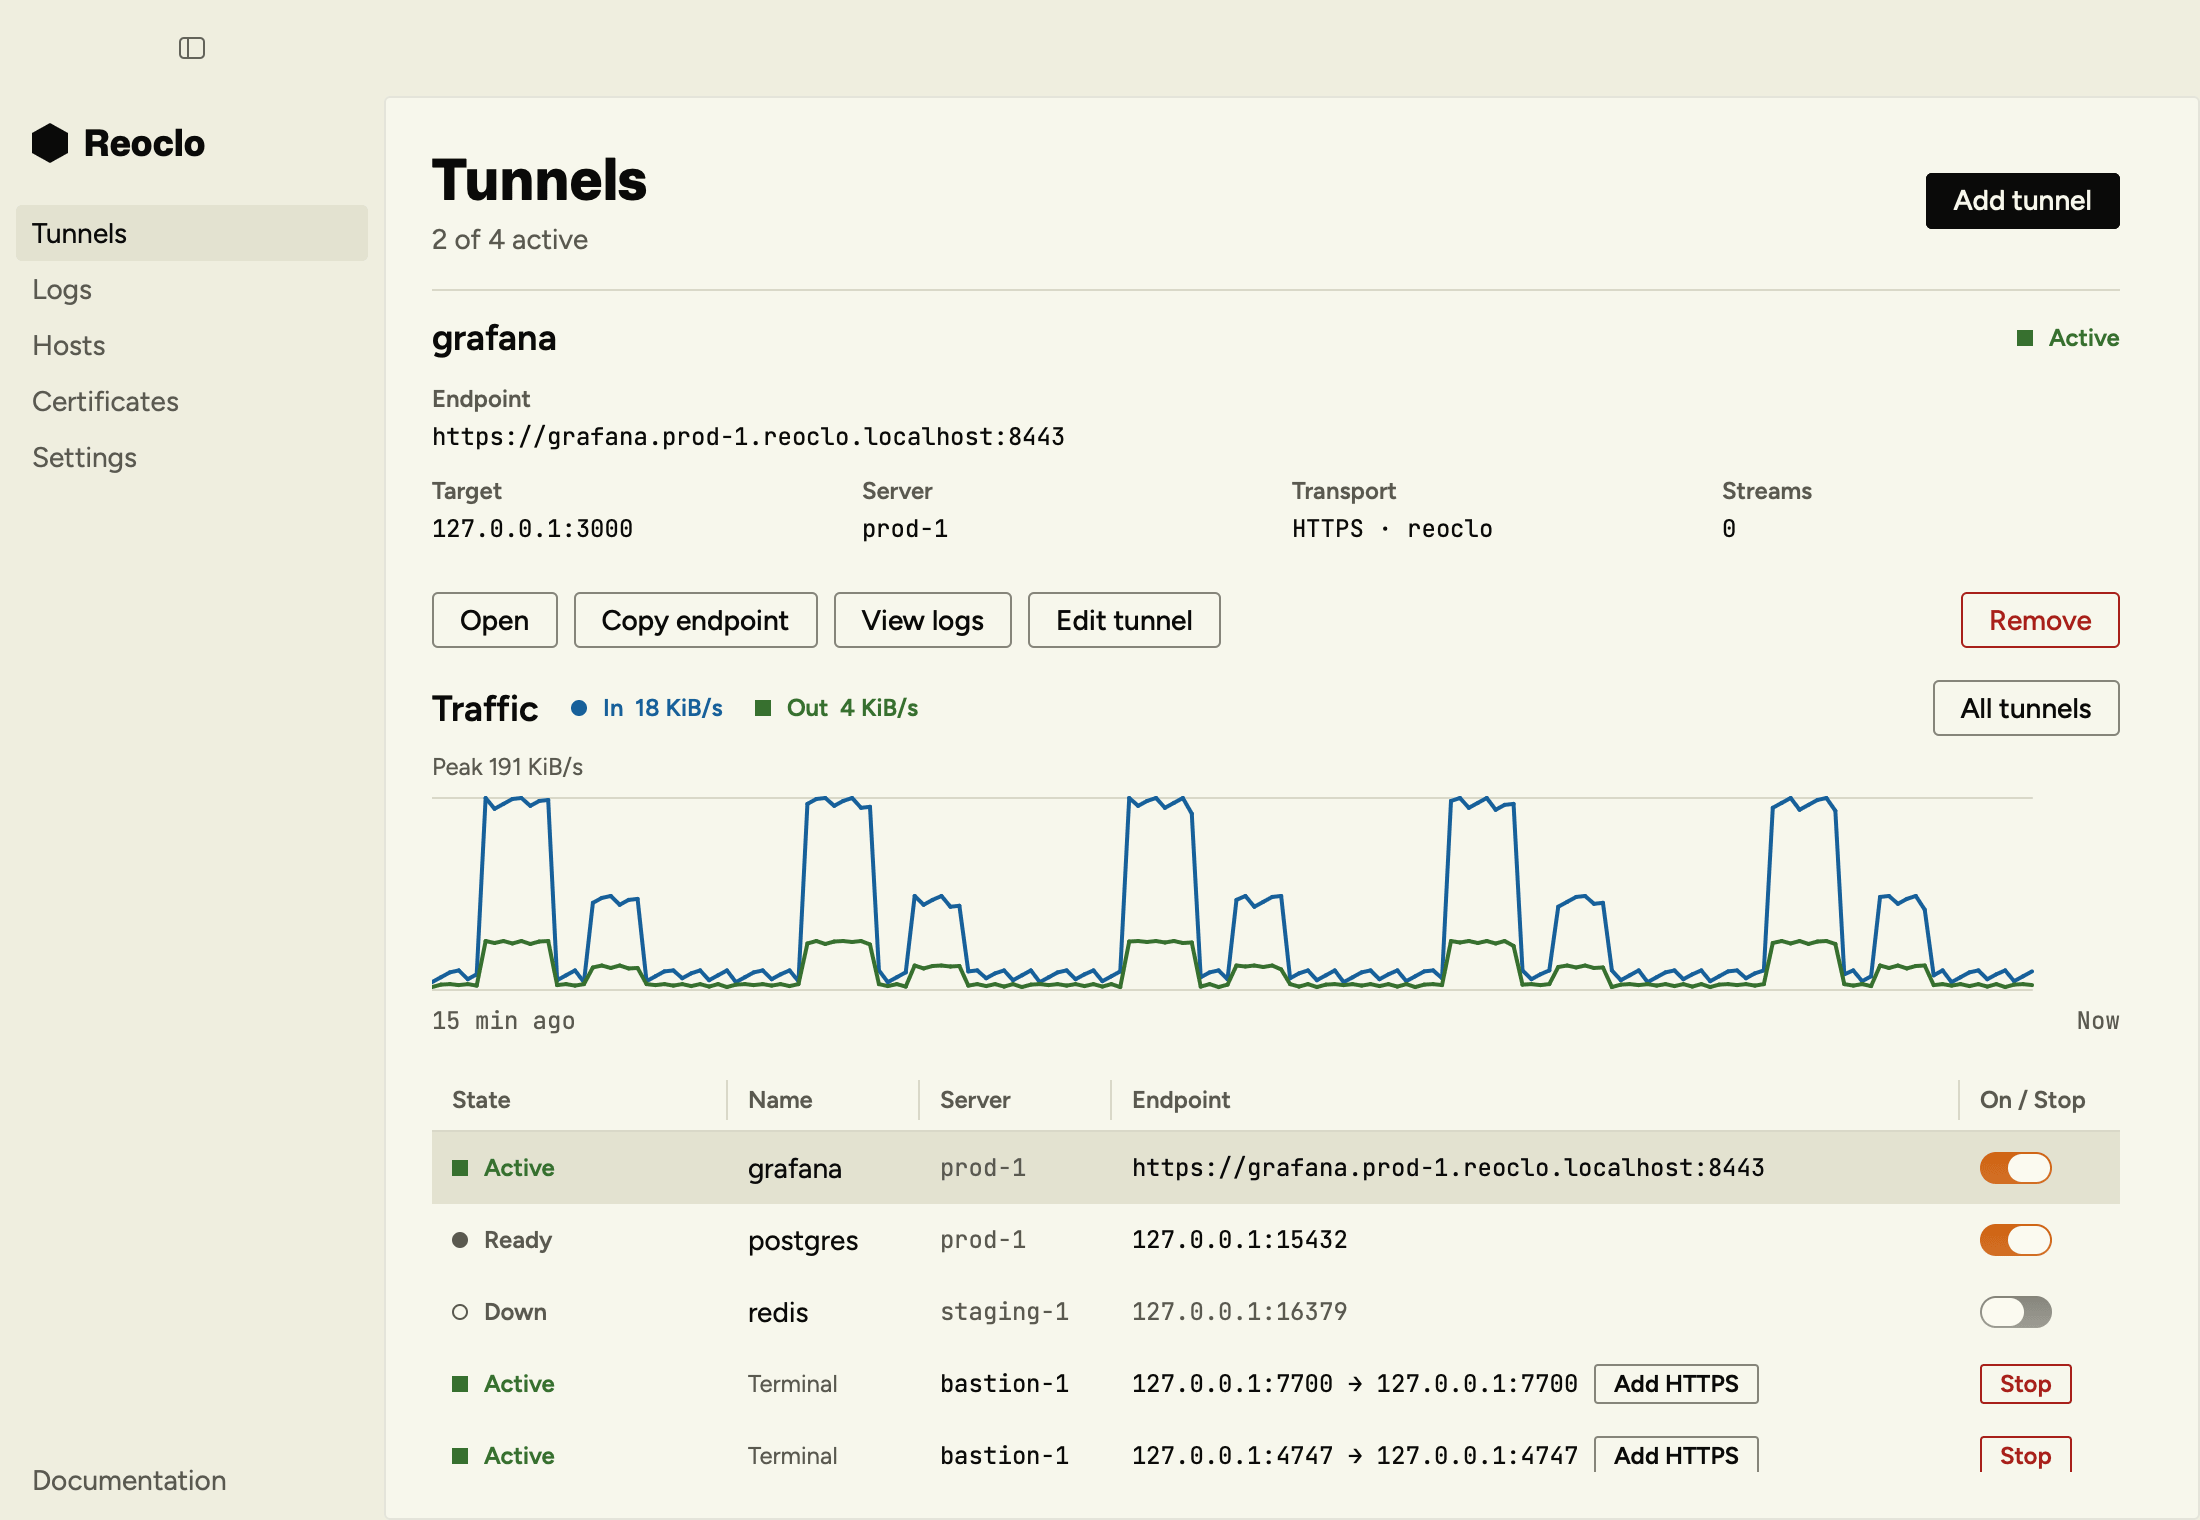 Reoclo
Tunnels
Logs
Hosts
Certificates
Settings
Documentation
Tunnels
2 of 4 active
Add tunnel
grafana
Active
Endpoint
https://grafana.prod-1.reoclo.localhost:8443
Target Server Transport Streams
127.0.0.1:3000 prod-1 HTTPS · reoclo 0
Open Copy endpoint View logs Edit tunnel Remove
Traffic In 18 KiB/s Out 4 KiB/s All tunnels
Peak 191 KiB/s
15 min ago Now
State Name Server Endpoint On / Stop
Active grafana prod-1 https://grafana.prod-1.reoclo.localhost:8443
Ready postgres prod-1 127.0.0.1:15432
Down redis staging-1 127.0.0.1:16379
Active Terminal bastion-1 127.0.0.1:7700 → 127.0.0.1:7700 Add HTTPS Stop
Active Terminal bastion-1 127.0.0.1:4747 → 127.0.0.1:4747 Add HTTPS Stop